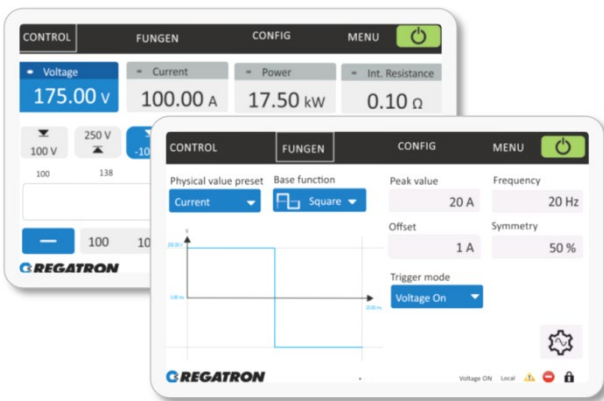 CONTROL FUNGEN CONFIG MENU
Voltage Current Power Int. Resistance
175.00 V 100.00 A 17.50 kW 0.10 Ω
100 V 250 V -10
100 138
100 10
REGATRON
CONTROL FUNGEN CONFIG MENU
Physical value preset Base function Peak value Frequency
Current Square 20 A 20 Hz
Offset Symmetry
1 A 50 %
Trigger mode
Voltage On
REGATRON
Voltage ON Local